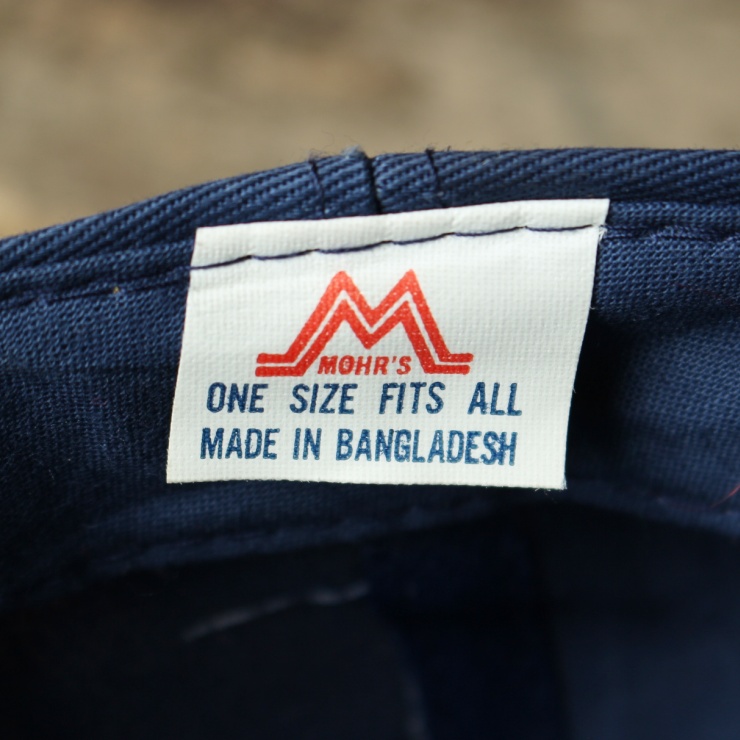 MOHR'S
ONE SIZE FITS ALL
MADE IN BANGLADESH